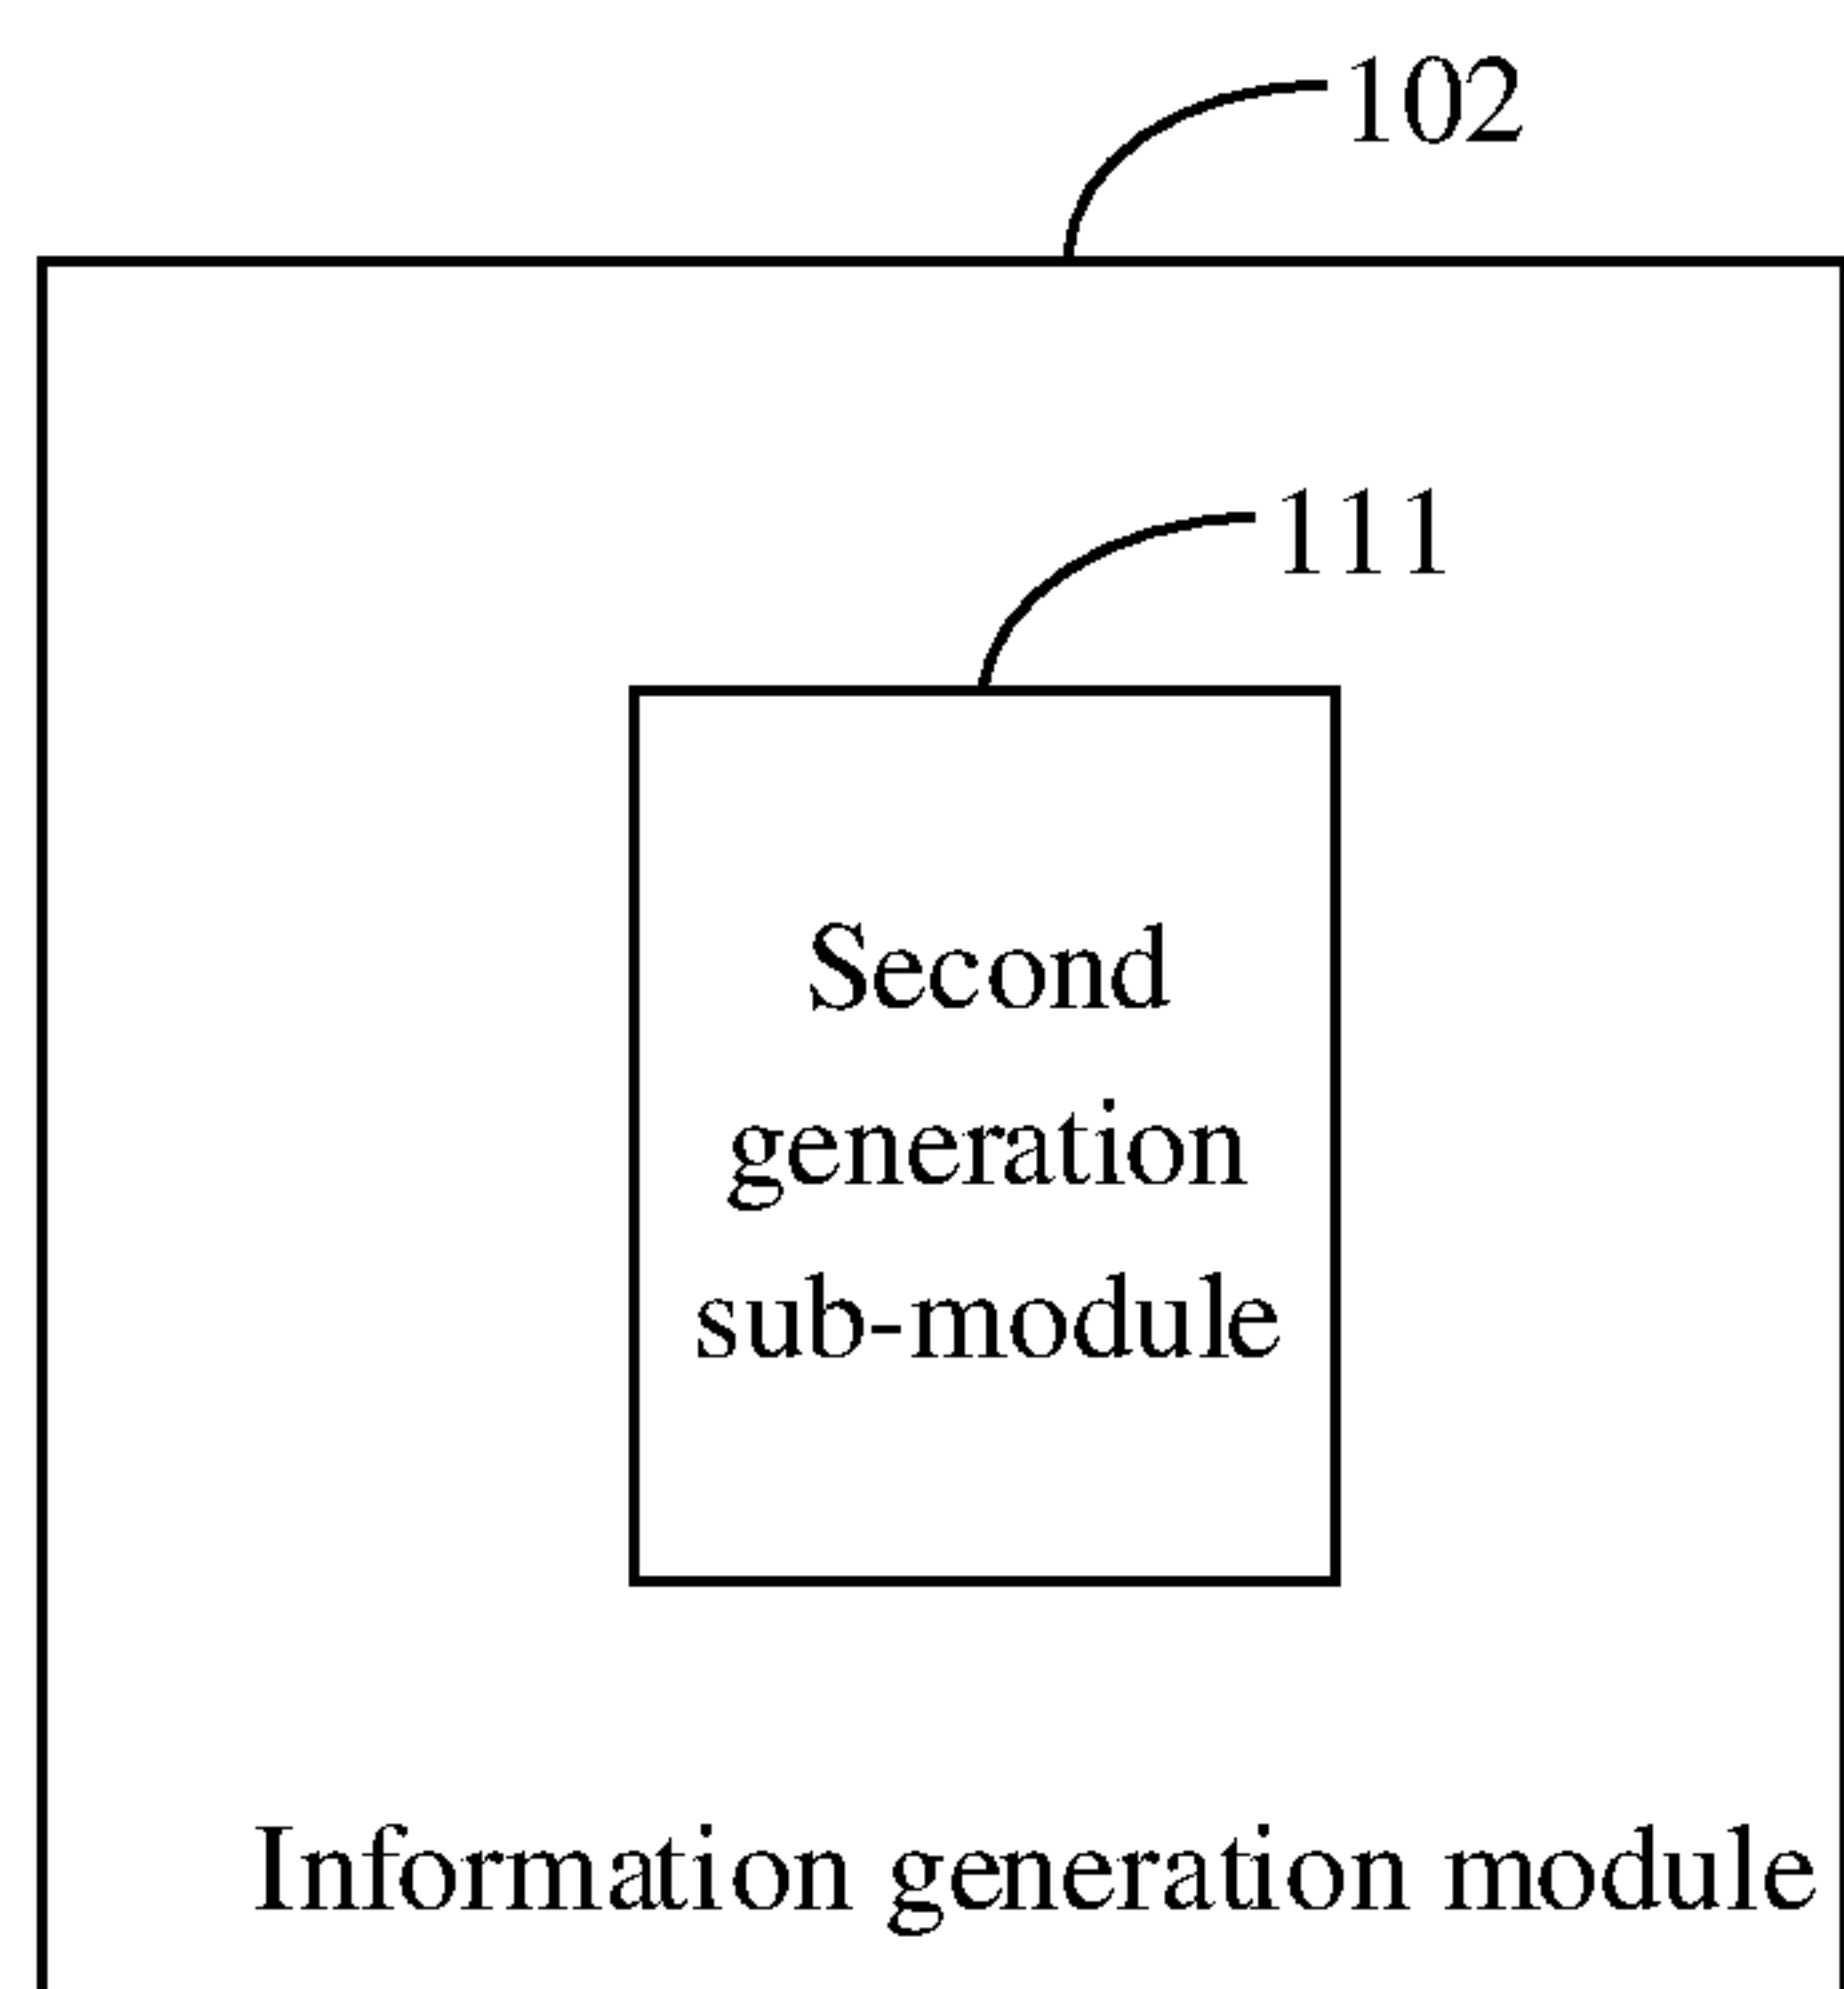 102
111
Second
generation
sub-module
Information generation module